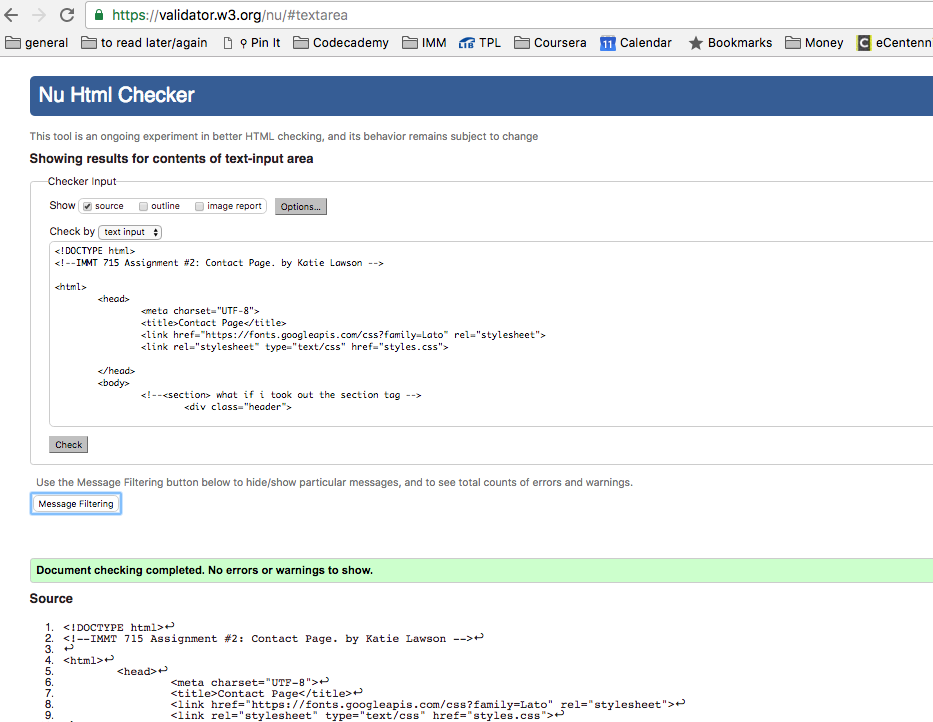 https://validator.w3.org/nu/#textarea
general to read later/again Pin It Codecademy IMM TPL Coursera 11 Calendar Bookmarks Money C eCentenn
Nu Html Checker
This tool is an ongoing experiment in better HTML checking, and its behavior remains subject to change
Showing results for contents of text-input area
Checker Input
Show source outline image report Options...
Check by text input
<!DOCTYPE html>
<!--IMMT 715 Assignment #2: Contact Page. by Katie Lawson -->
<html>
<head>
<meta charset="UTF-8">
<title>Contact Page</title>
<link href="https://fonts.googleapis.com/css?family=Lato" rel="stylesheet">
<link rel="stylesheet" type="text/css" href="styles.css">
</head>
<body>
<!--<section> what if i took out the section tag -->
<div class="header">
Check
Use the Message Filtering button below to hide/show particular messages, and to see total counts of errors and warnings.
Message Filtering
Document checking completed. No errors or warnings to show.
Source
1. <!DOCTYPE html>↩
2. <!--IMMT 715 Assignment #2: Contact Page. by Katie Lawson -->↩
3. ↩
4. <html>↩
5. <head>↩
6. <meta charset="UTF-8">↩
7. <title>Contact Page</title>↩
8. <link href="https://fonts.googleapis.com/css?family=Lato" rel="stylesheet">↩
9. <link rel="stylesheet" type="text/css" href="styles.css">↩